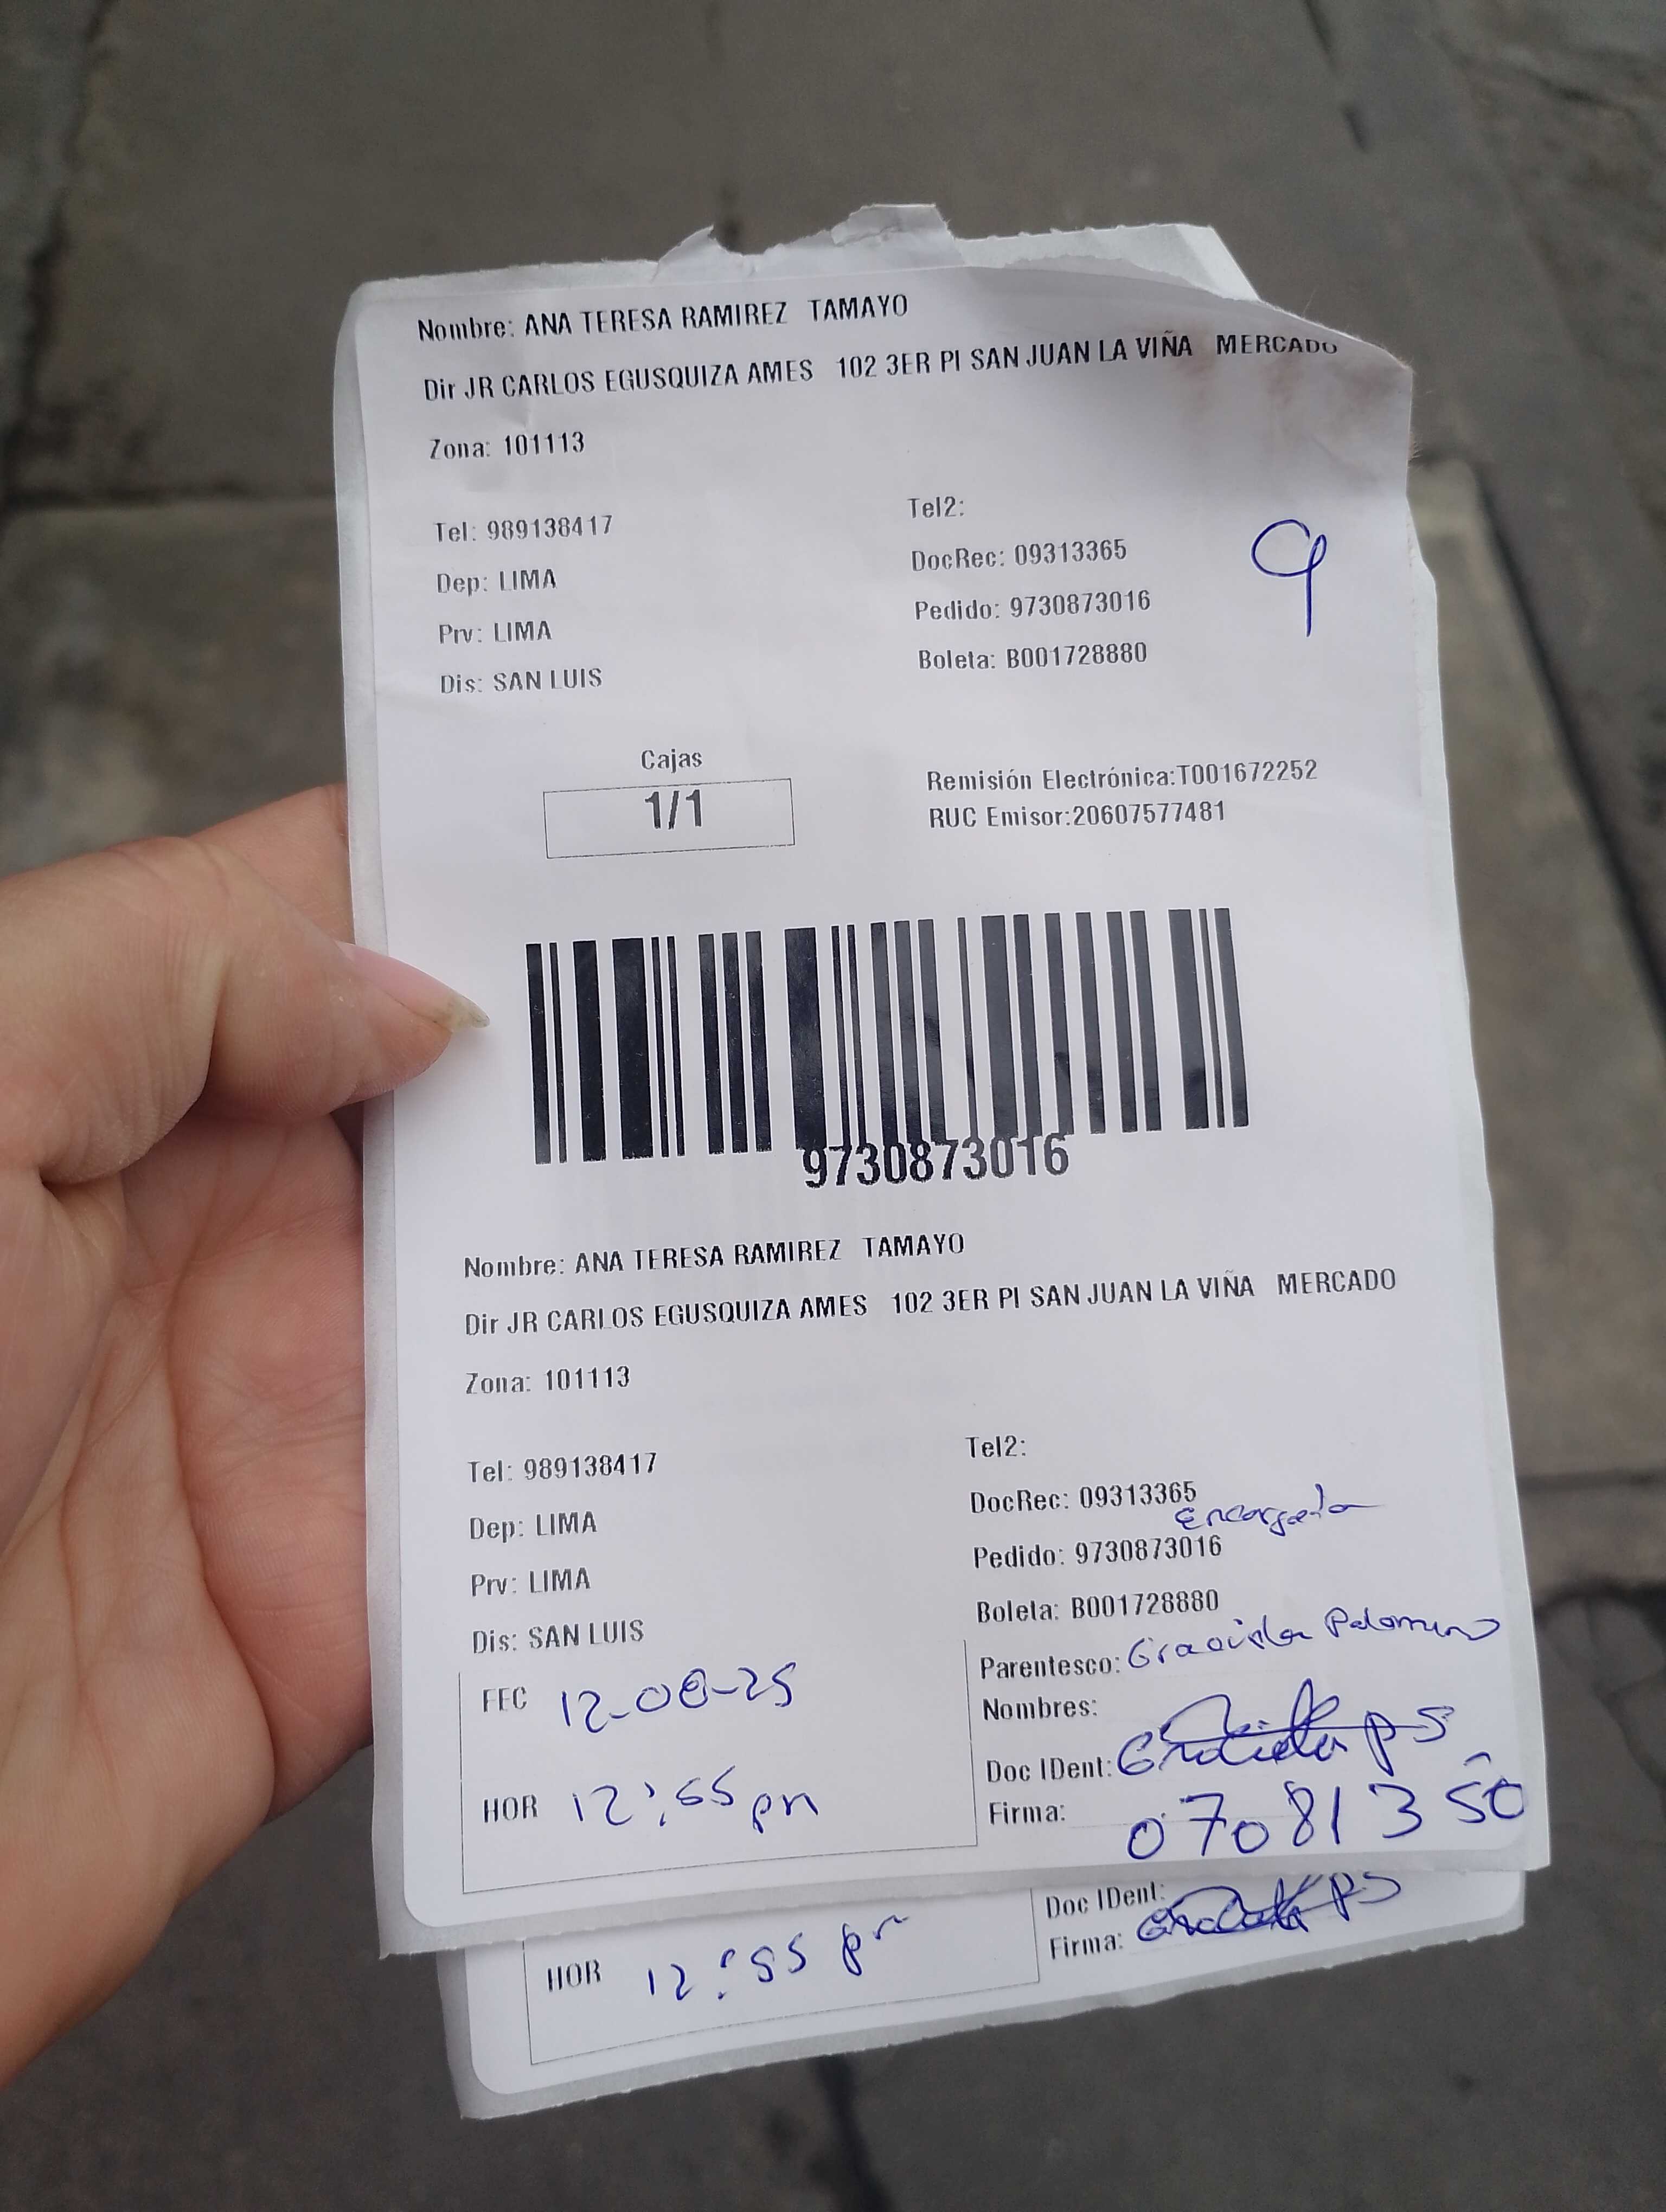 Nombre: ANA TERESA RAMIREZ TAMAYO
Dir JR CARLOS EGUSQUIZA AMES 102 3ER PI SAN JUAN LA VIÑA MERCADO
Zona: 101113
Tel: 989138417
Tel2:
Dep: LIMA
DocRec: 09313365
Prv: LIMA
Pedido: 9730873016
Dis: SAN LUIS
Boleta: B001728880
9
Cajas
1/1
Remisión Electrónica:T001672252
RUC Emisor:20607577481
9730873016
Nombre: ANA TERESA RAMIREZ TAMAYO
Dir JR CARLOS EGUSQUIZA AMES 102 3ER PI SAN JUAN LA VIÑA MERCADO
Zona: 101113
Tel: 989138417
Tel2:
Dep: LIMA
DocRec: 09313365
Encargada
Prv: LIMA
Pedido: 9730873016
Dis: SAN LUIS
Boleta: B001728880
FEC 12-08-25
Parentesco: Palomino
Nombres:
Doc IDent: ps
HOR 12:55 pm
Firma: 07081350
Doc IDent:
HOR 12:55 pm
Firma: ps